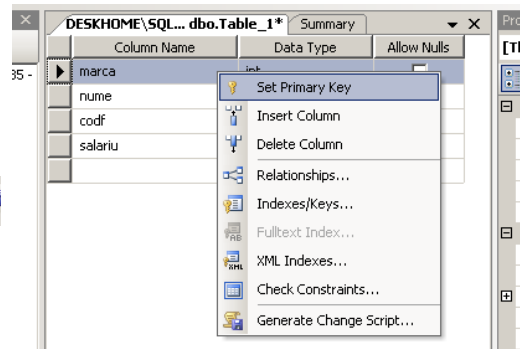 DESKHOME\SQL... dbo.Table_1* Summary
Column Name Data Type Allow Nulls
marca int
nume
codf
salariu
Set Primary Key
Insert Column
Delete Column
Relationships...
Indexes/Keys...
Fulltext Index...
XML Indexes...
Check Constraints...
Generate Change Script...